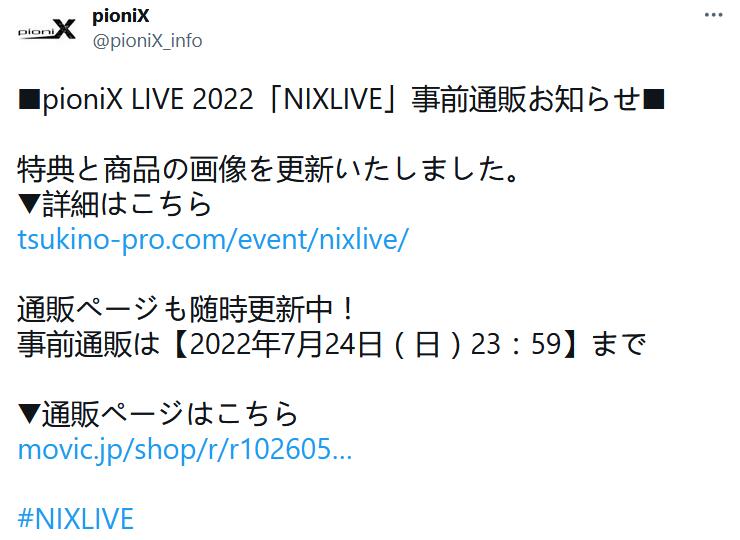 pioniX
pioniX
@pioniX_info
■pioniX LIVE 2022「NIXLIVE」事前通販お知らせ■
特典と商品の画像を更新いたしました。
▼詳細はこちら
tsukino-pro.com/event/nixlive/
通販ページも随時更新中！
事前通販は【2022年7月24日（日）23：59】まで
▼通販ページはこちら
movic.jp/shop/r/r102605…
#NIXLIVE